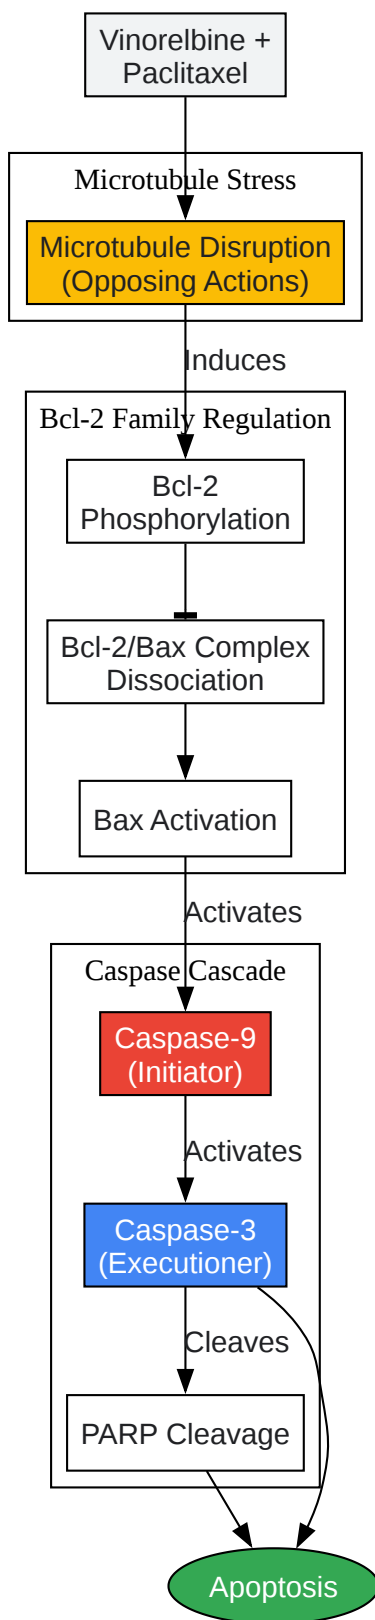 Vinorelbine +
Paclitaxel
Microtubule Stress
Microtubule Disruption
(Opposing Actions)
Induces
Bcl-2 Family Regulation
Bcl-2
Phosphorylation
Bcl-2/Bax Complex
Dissociation
Bax Activation
Activates
Caspase Cascade
Caspase-9
(Initiator)
Activates
Caspase-3
(Executioner)
Cleaves
PARP Cleavage
Apoptosis